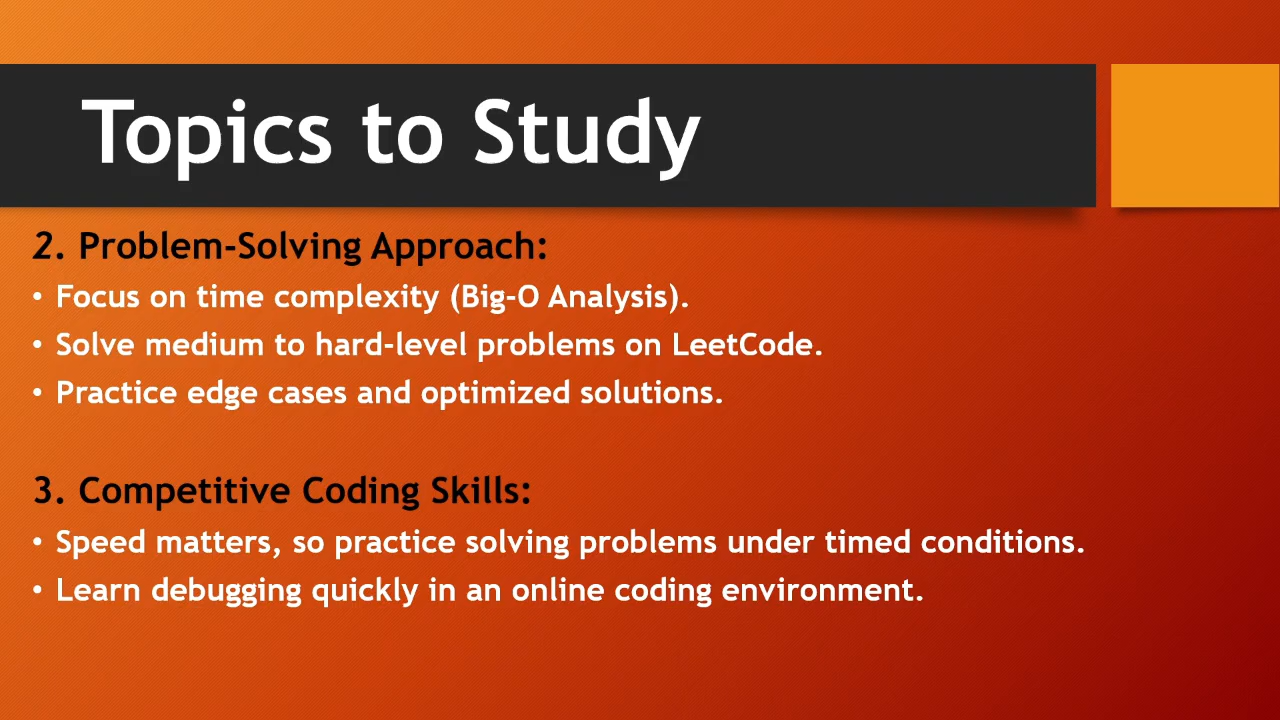 Topics to Study
2. Problem-Solving Approach:
• Focus on time complexity (Big-O Analysis).
• Solve medium to hard-level problems on LeetCode.
• Practice edge cases and optimized solutions.
3. Competitive Coding Skills:
• Speed matters, so practice solving problems under timed conditions.
• Learn debugging quickly in an online coding environment.